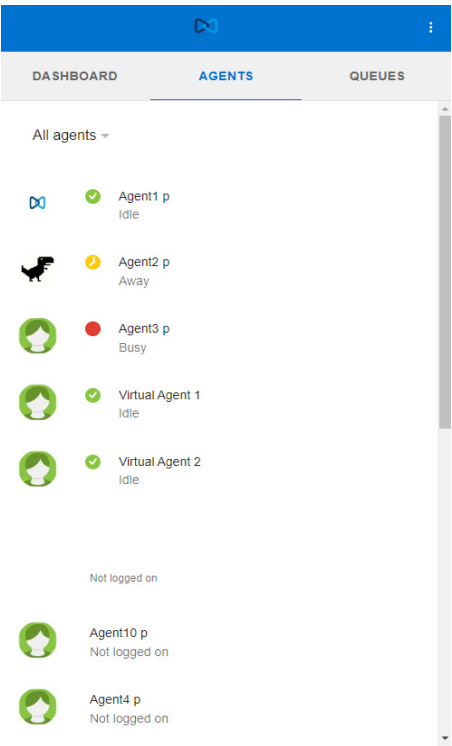 DASHBOARD AGENTS QUEUES
All agents
Agent1 p
Idle
Agent2 p
Away
Agent3 p
Busy
Virtual Agent 1
Idle
Virtual Agent 2
Idle
Not logged on
Agent10 p
Not logged on
Agent4 p
Not logged on